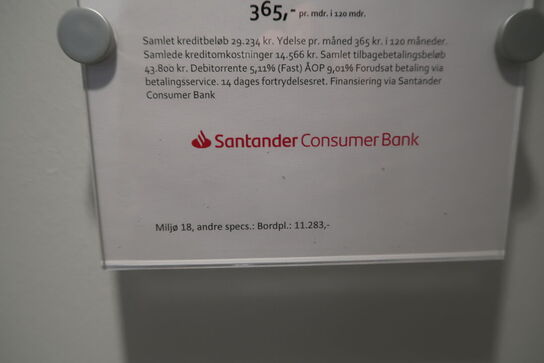 365,- pr. mdr. i 120 mdr.
Samlet kreditbeløb 29.234 kr. Ydelse pr. måned 365 kr. i 120 måneder.
Samlede kreditomkostninger 14.566 kr. Samlet tilbagebetalingsbeløb
43.800 kr. Debitorrente 5,11% (Fast) ÅOP 9,01% Forudsat betaling via
betalingsservice. 14 dages fortrydelsesret. Finansiering via Santander
Consumer Bank
Santander Consumer Bank
Miljø 18, andre specs.: Bordpl.: 11.283,-